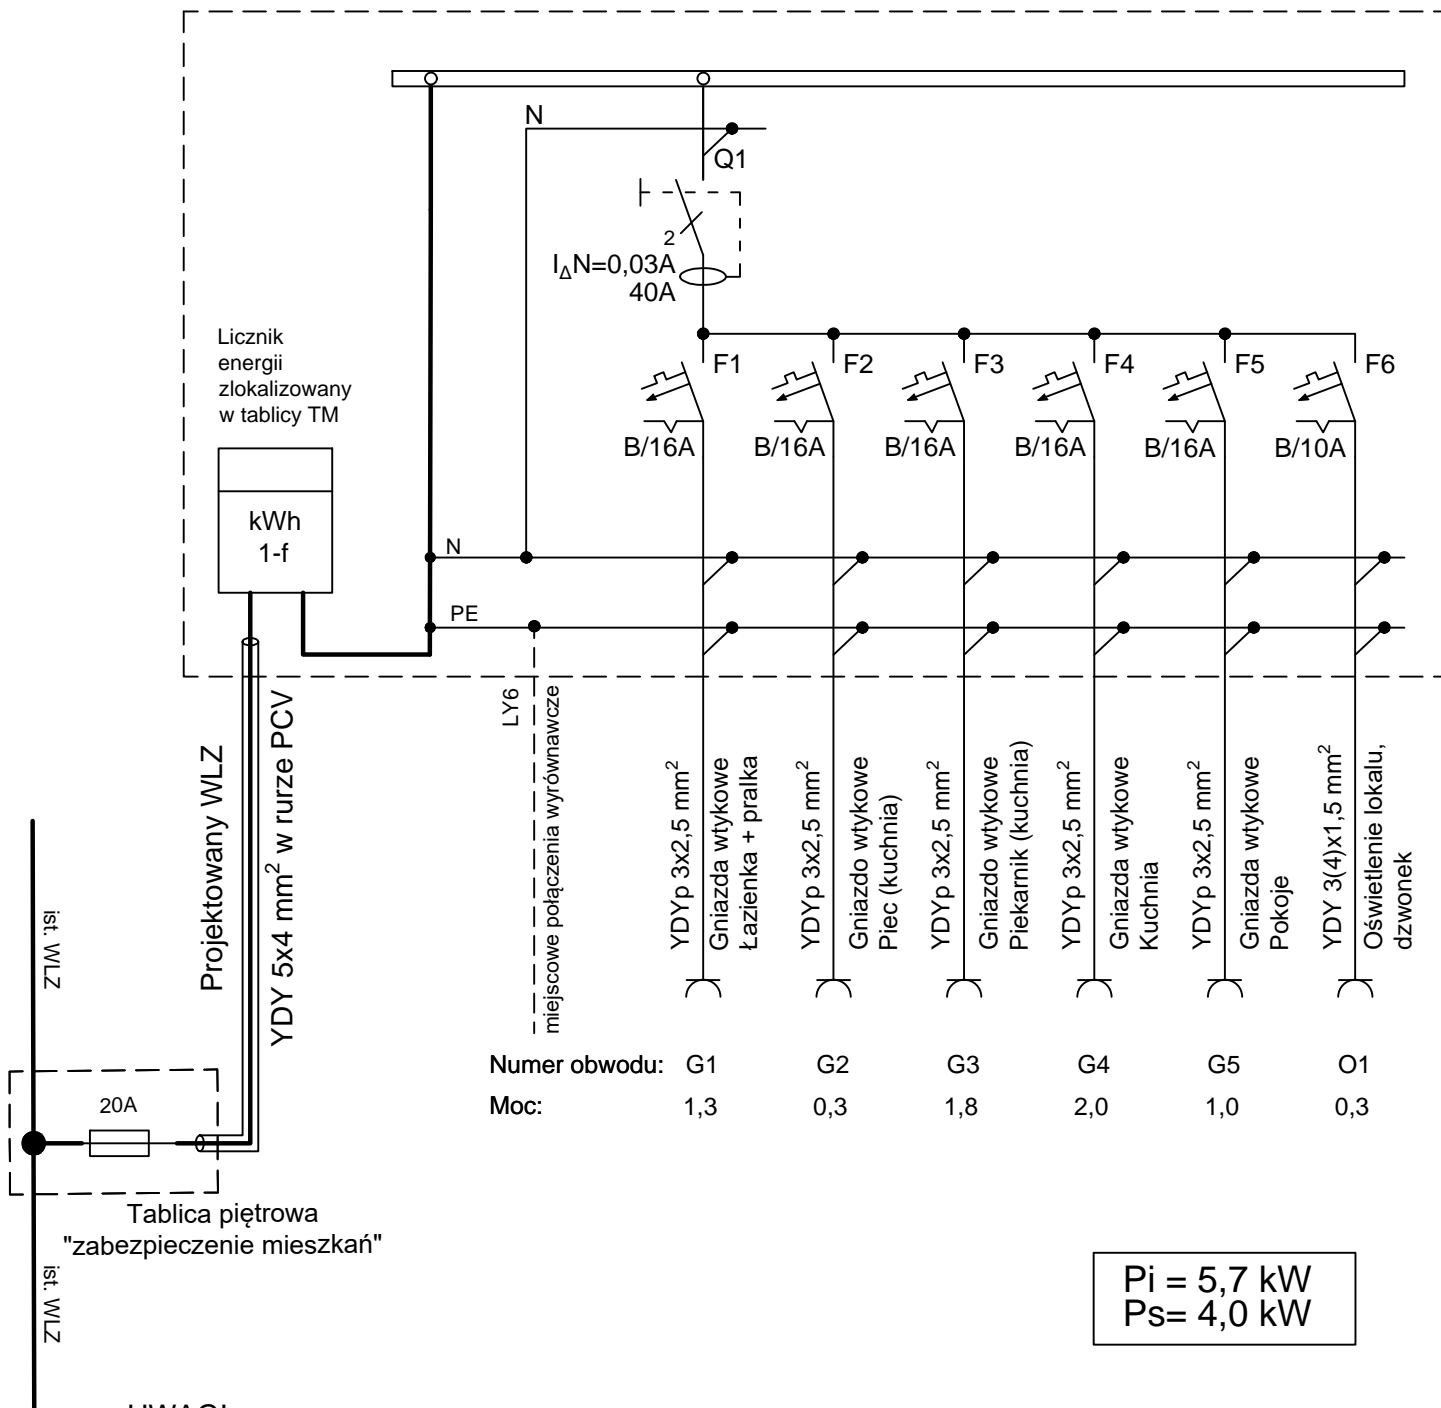 N
Q1
2
I∆N=0,03A
40A
Licznik
energii
zlokalizowany
w tablicy TM
F1
F2
F3
F4
F5
F6
B/16A
B/16A
B/16A
B/16A
B/16A
B/10A
kWh
1-f
N
PE
LY6
miejscowe połączenia wyrównawcze
Projektowany WLZ
YDY 5x4 mm² w rurze PCV
YDYp 3x2,5 mm²
Gniazda wtykowe
Łazienka + pralka
YDYp 3x2,5 mm²
Gniazdo wtykowe
Piec (kuchnia)
YDYp 3x2,5 mm²
Gniazdo wtykowe
Piekarnik (kuchnia)
YDYp 3x2,5 mm²
Gniazda wtykowe
Kuchnia
YDYp 3x2,5 mm²
Gniazda wtykowe
Pokoje
YDY 3(4)x1,5 mm²
Oświetlenie lokalu,
dzwonek
ist. WLZ
Numer obwodu: G1 G2 G3 G4 G5 O1
Moc: 1,3 0,3 1,8 2,0 1,0 0,3
20A
Tablica piętrowa
"zabezpieczenie mieszkań"
ist. WLZ
Pi = 5,7 kW
Ps= 4,0 kW